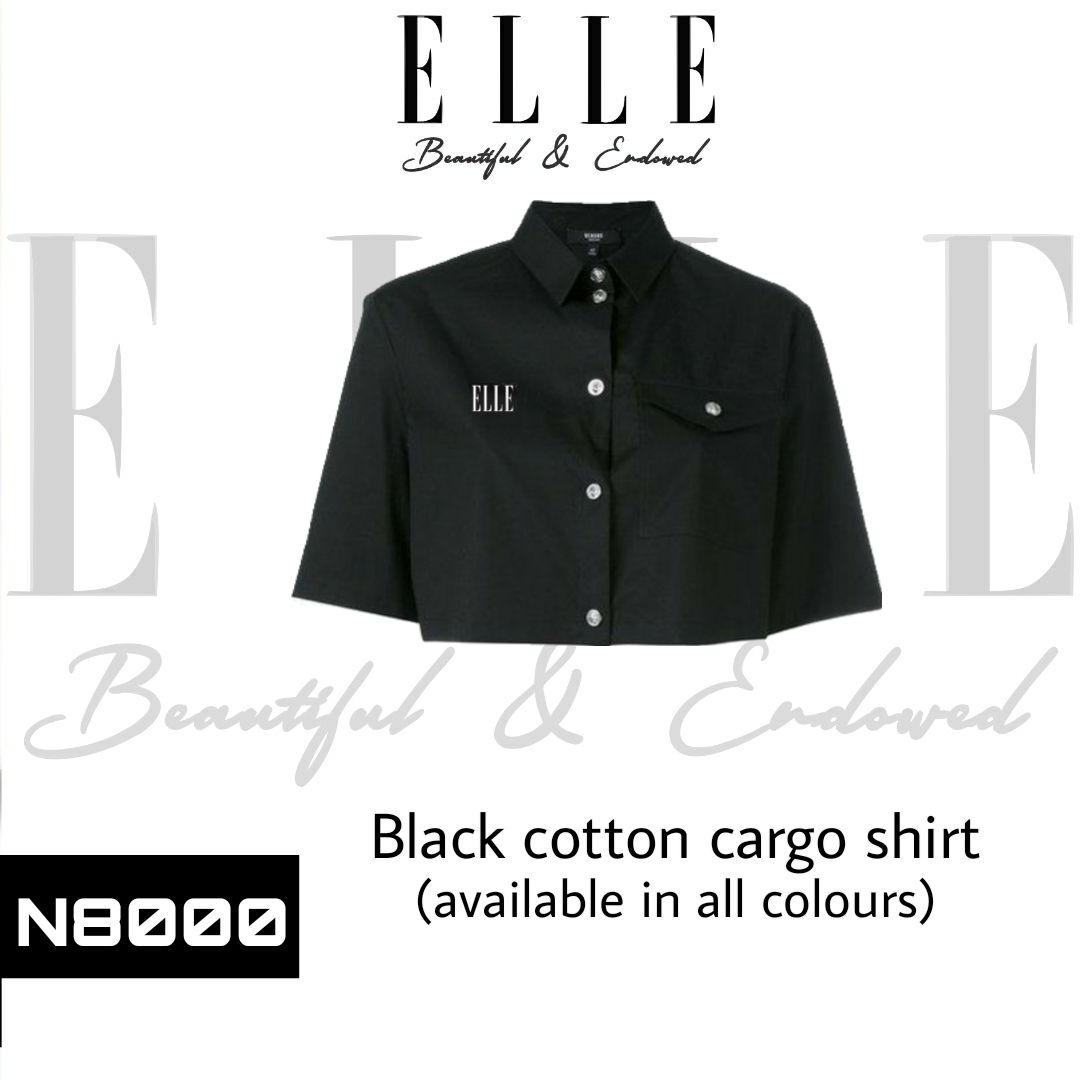 ELLE
Beautiful & Endowed
ELLE
ELLE
Beautiful & Endowed
Black cotton cargo shirt
(available in all colours)
N8000